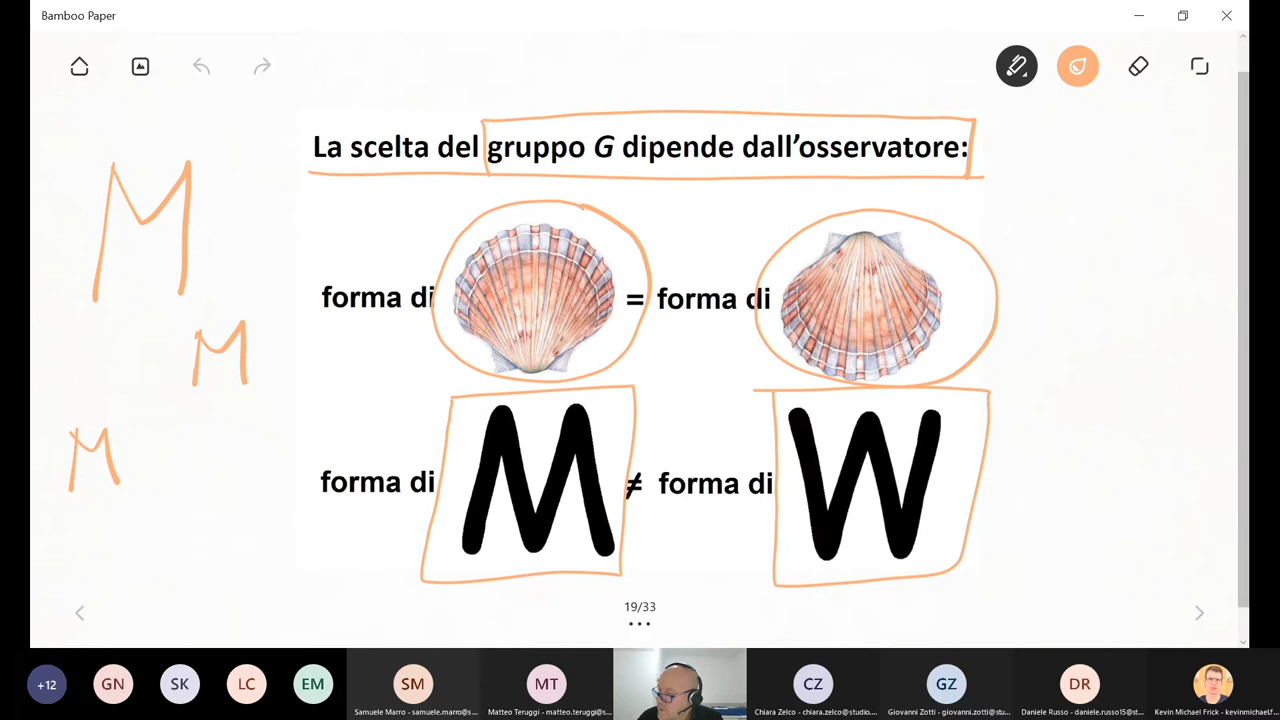 Bamboo Paper
La scelta del gruppo G dipende dall’osservatore:
M
forma di = forma di
M
forma di M ≠ forma di W
M
19/33
+12 GN SK LC EM SM MT CZ GZ DR
Samuele Marro - samuele.marro@s... Matteo Teruggi - matteo.teruggi@s... Chiara Zelco - chiara.zelco@studio.... Giovanni Zotti - giovanni.zotti@stu... Daniele Russo - daniele.russo15@st... Kevin Michael Frick - kevinmichaelf...